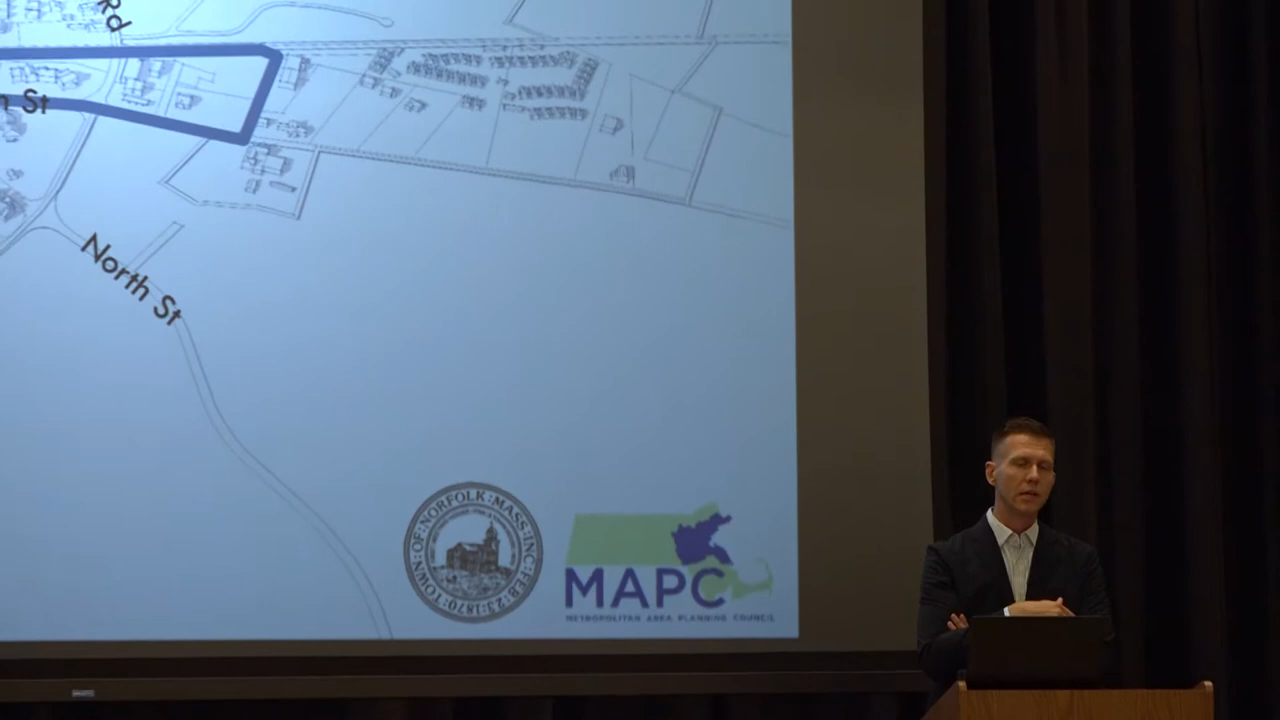 Rd
h St
North St
TOWN:OF:NORFOLK:MASS:INC:FEB:23:1870:
MAPC
METROPOLITAN AREA PLANNING COUNCIL